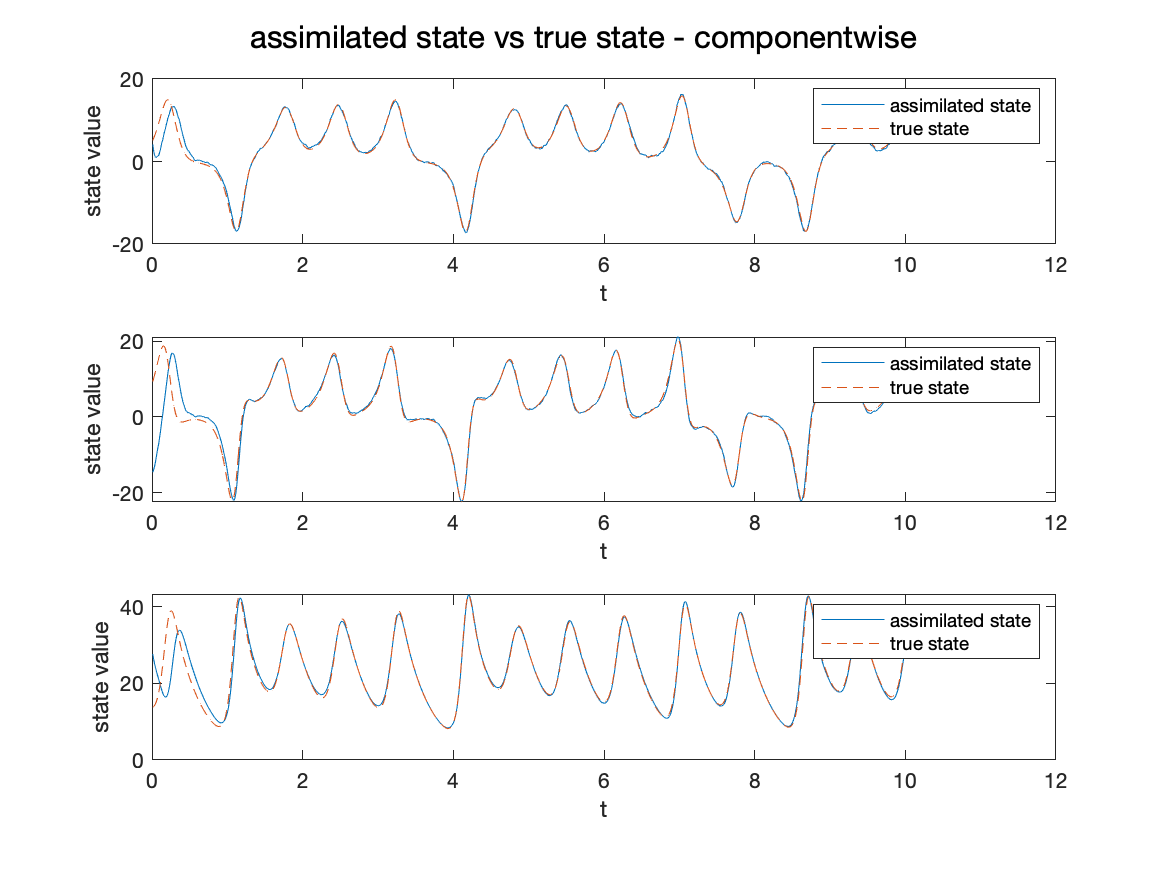 assimilated state vs true state - componentwise
20
0
-20
state value
assimilated state
true state
0 2 4 6 8 10 12
t
20
0
-20
state value
assimilated state
true state
0 2 4 6 8 10 12
t
40
20
0
state value
assimilated state
true state
0 2 4 6 8 10 12
t